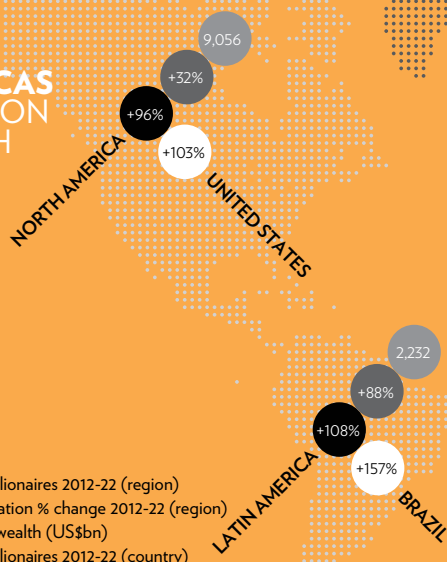 CAS
ON
H
9,056
+32%
+96%
+103%
NORTH AMERICA
UNITED STATES
2,232
+88%
+108%
+157%
LATIN AMERICA
BRAZIL
lionaires 2012-22 (region)
ation % change 2012-22 (region)
wealth (US$bn)
lionaires 2012-22 (country)